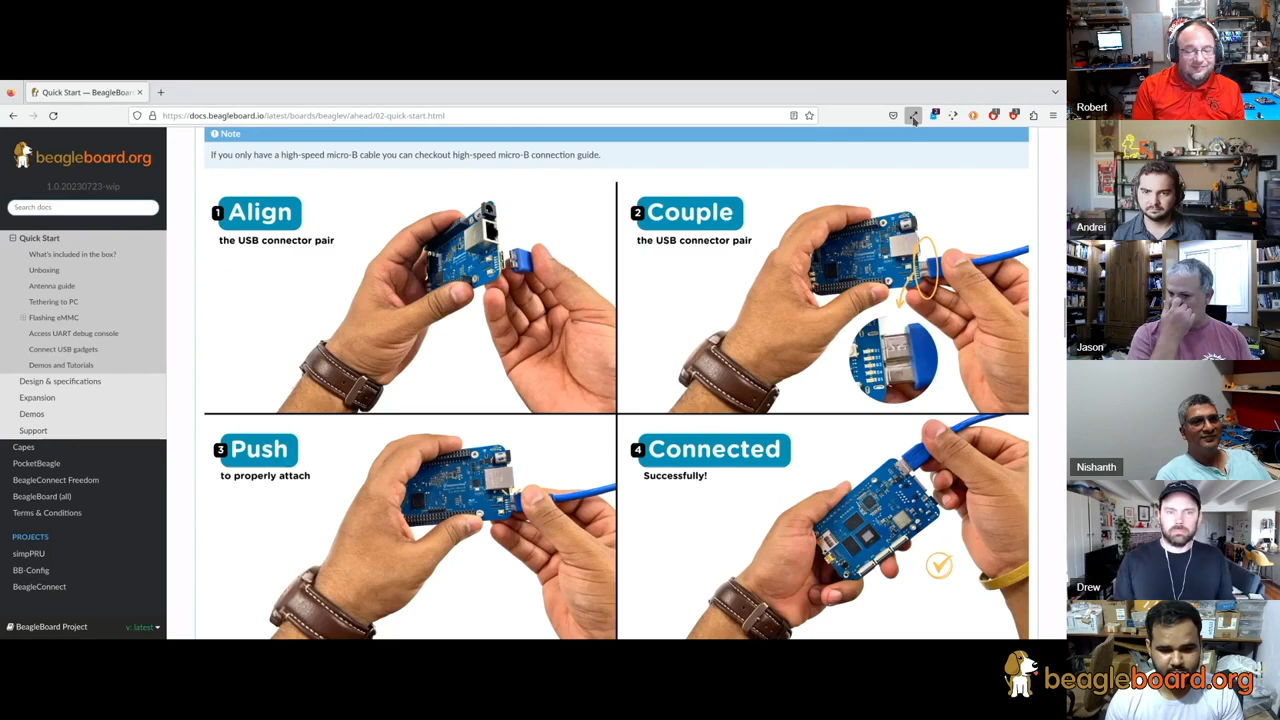 Quick Start — BeagleBoar
https://docs.beagleboard.io/latest/boards/beaglev/ahead/02-quick-start.html
beagleboard.org
1.0.20230723-wip
Search docs
Quick Start
What's included in the box?
Unboxing
Antenna guide
Tethering to PC
Flashing eMMC
Access UART debug console
Connect USB gadgets
Demos and Tutorials
Design & specifications
Expansion
Demos
Support
Capes
PocketBeagle
BeagleConnect Freedom
BeagleBoard (all)
Terms & Conditions
PROJECTS
simpPRU
BB-Config
BeagleConnect
BeagleBoard Project
v: latest
Note
If you only have a high-speed micro-B cable you can checkout high-speed micro-B connection guide.
1 Align
the USB connector pair
2 Couple
the USB connector pair
3 Push
to properly attach
4 Connected
Successfully!
Robert
Andrei
Jason
Nishanth
Drew
beagleboard.org